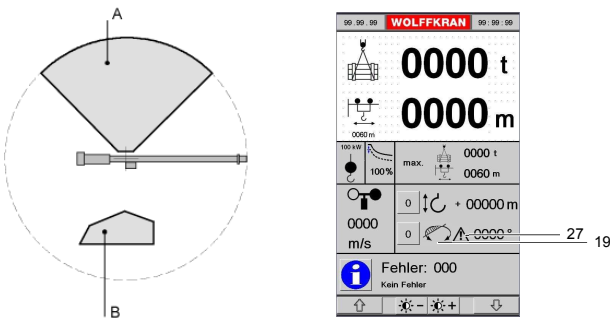 A
B
99.99.99 WOLFFKRAN 99:99:99
0000 t
0000 m
0060 m
100 kW
100%
max. 0000 t
0060 m
0000
m/s
0 + 00000 m
0 0000 °
27
19
i Fehler: 000
Kein Fehler
- +